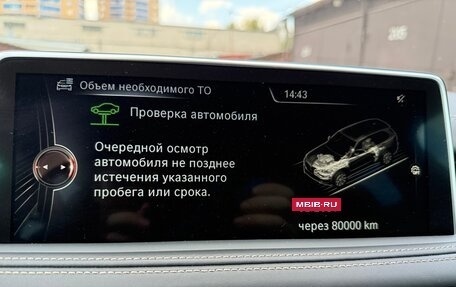 Объем необходимого ТО
14:43
Проверка автомобиля
Очередной осмотр
автомобиля не позднее
истечения указанного
пробега или срока.
MBIB·RU
через 80000 km